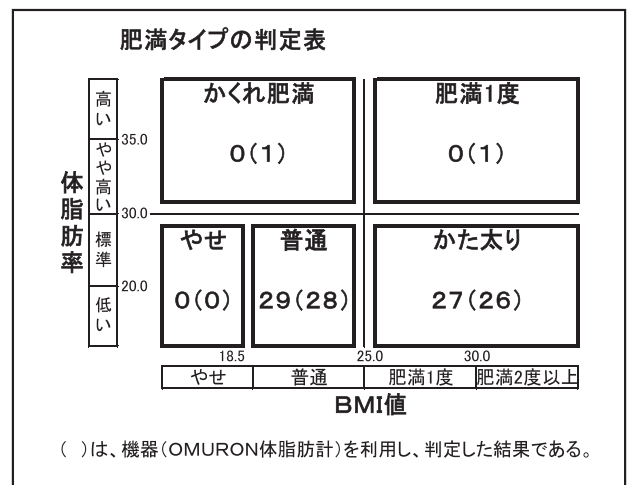 肥満タイプの判定表
かくれ肥満
0(1)
肥満1度
0(1)
やせ
0(0)
普通
29(28)
かた太り
27(26)
体脂肪率
高い
35.0
やや高い
30.0
標準
20.0
低い
18.5
25.0
30.0
やせ
普通
肥満1度
肥満2度以上
BMI値
( )は、機器(OMURON体脂肪計)を利用し、判定した結果である。